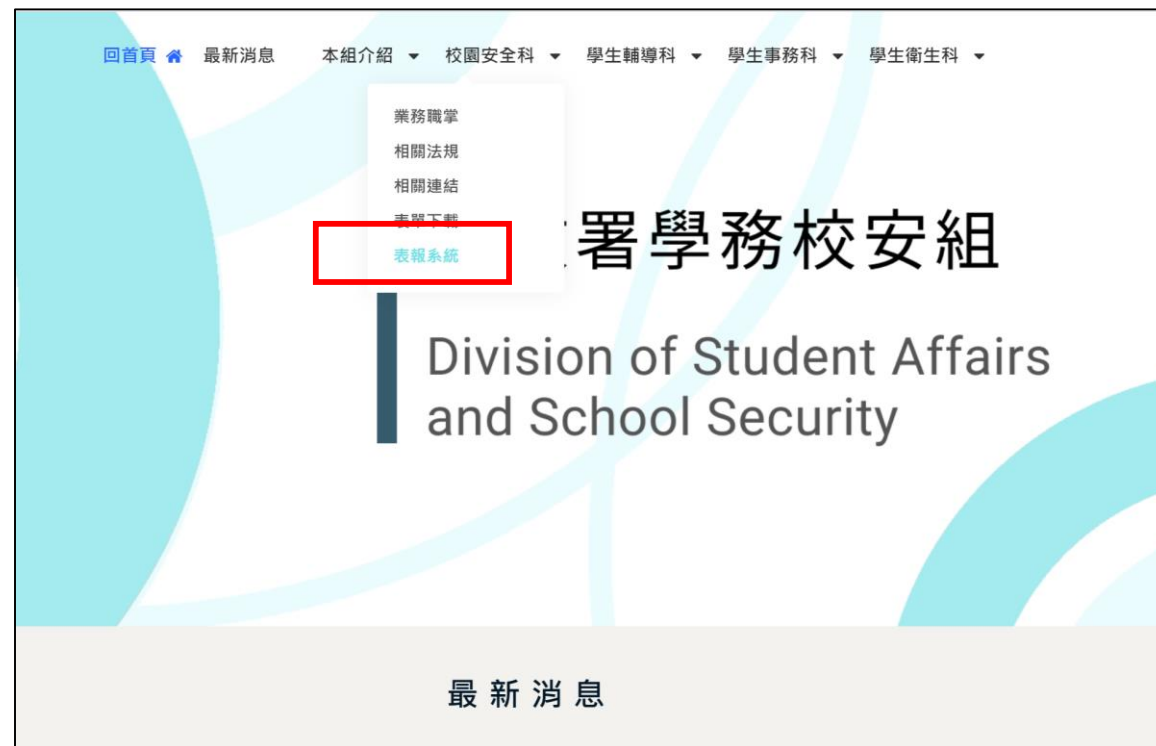 回首頁 最新消息 本組介紹 校園安全科 學生輔導科 學生事務科 學生衛生科
業務職掌
相關法規
相關連結
表單下載
表報系統
署學務校安組
Division of Student Affairs
and School Security
最新消息